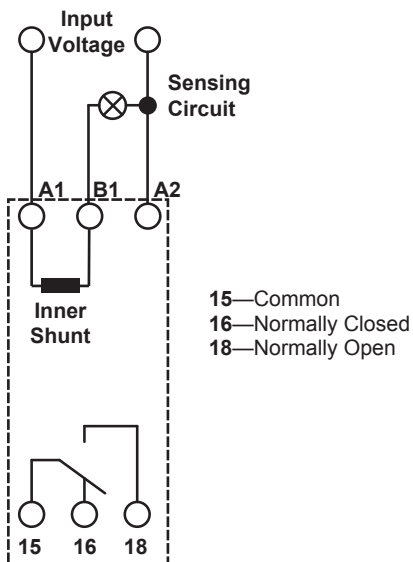 Input
Voltage
Sensing
Circuit
A1 B1 A2
Inner
Shunt
15—Common
16—Normally Closed
18—Normally Open
15 16 18